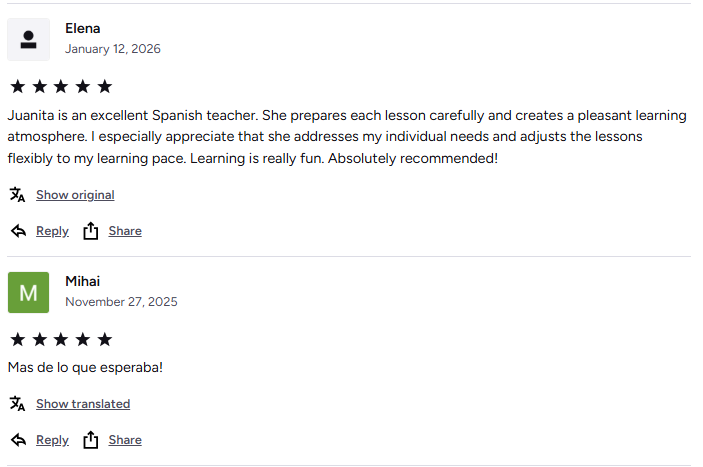 Elena
January 12, 2026
Juanita is an excellent Spanish teacher. She prepares each lesson carefully and creates a pleasant learning
atmosphere. I especially appreciate that she addresses my individual needs and adjusts the lessons
flexibly to my learning pace. Learning is really fun. Absolutely recommended!
Show original
Reply Share
M
Mihai
November 27, 2025
Mas de lo que esperaba!
Show translated
Reply Share